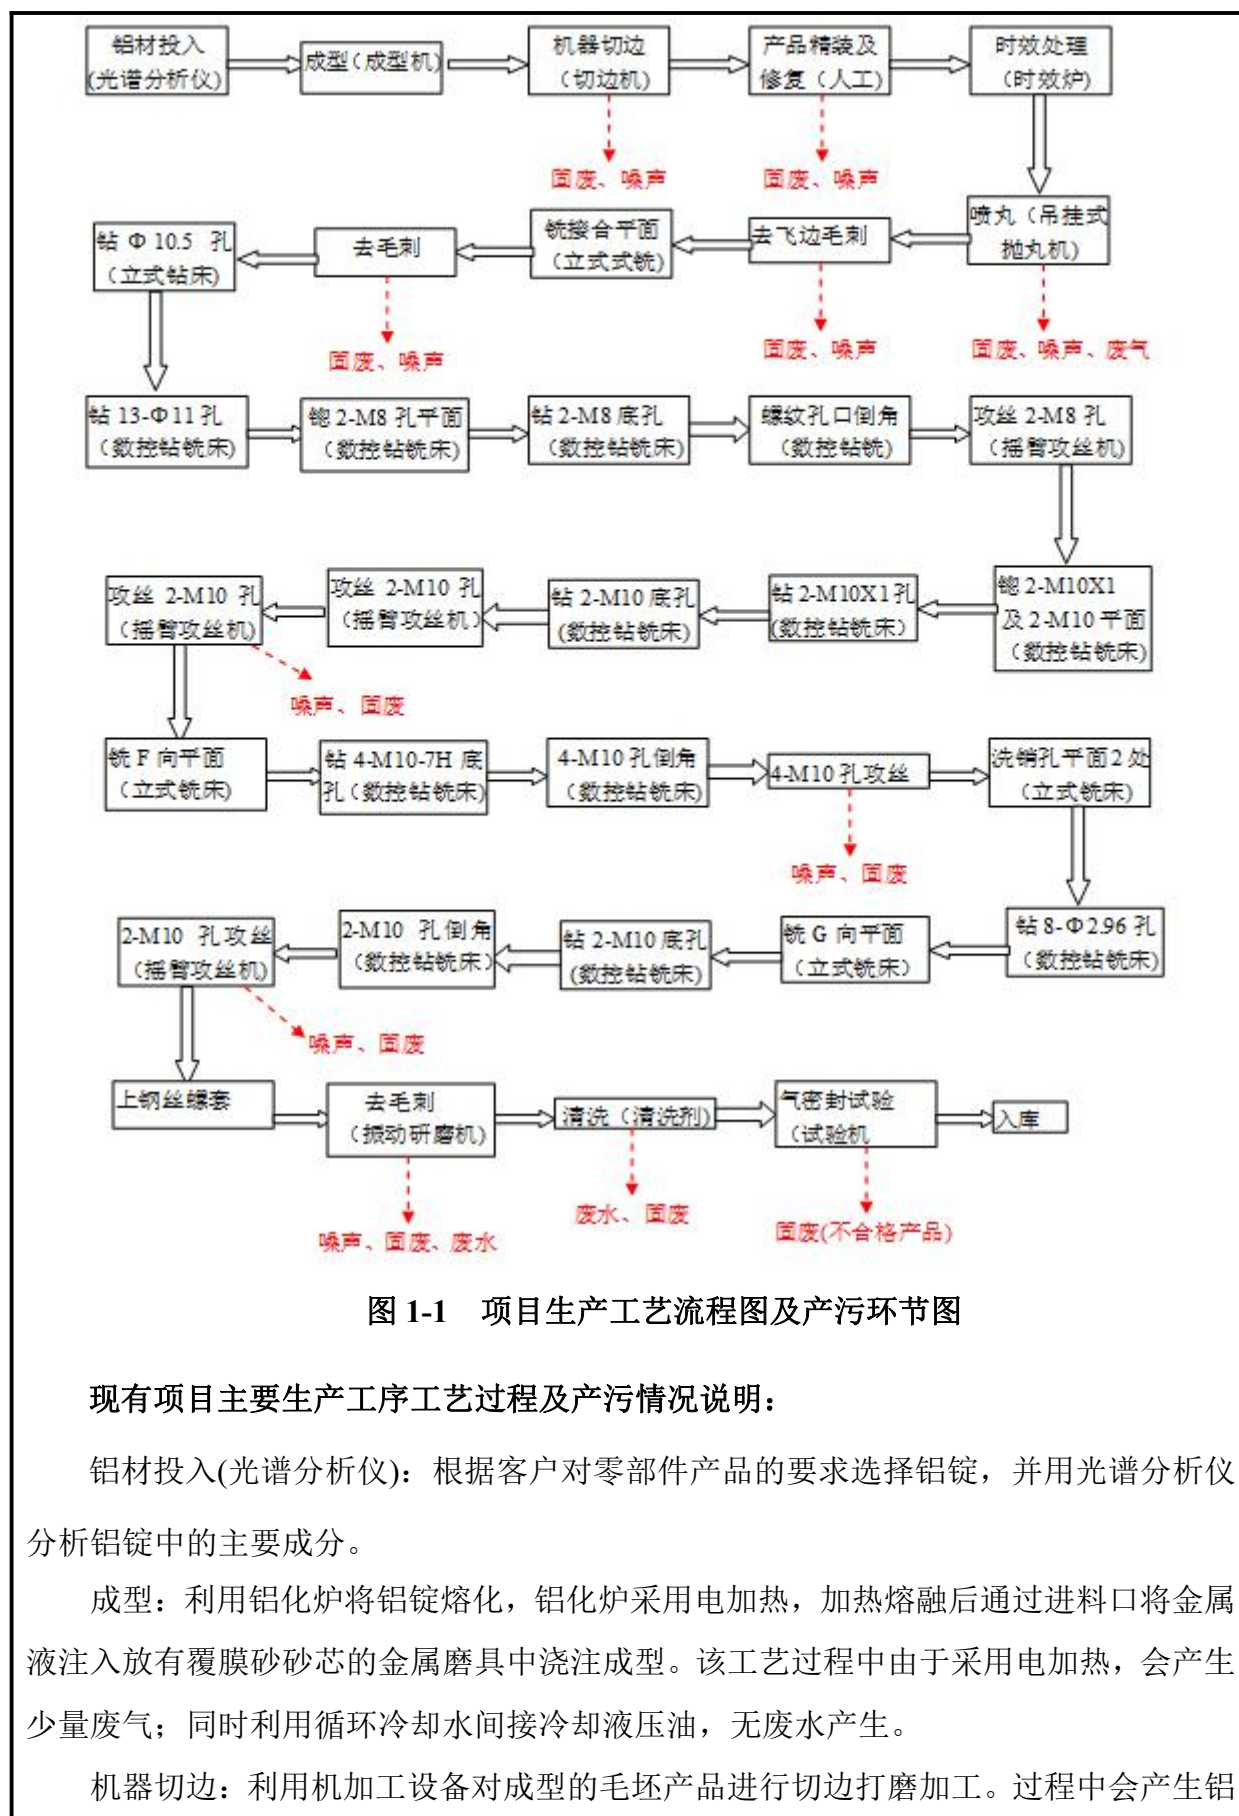 铝材投入
(光谱分析仪)
成型（成型机）
机器切边
（切边机）
产品精装及
修复（人工）
时效处理
（时效炉）
固废、噪声
固废、噪声
喷丸（吊挂式
抛丸机）
去飞边毛刺
铣接合平面
（立式式铣）
去毛刺
钻 Φ 10.5 孔
（立式钻床）
固废、噪声
固废、噪声
固废、噪声、废气
钻 13-Φ11 孔
（数控钻铣床）
锪 2-M8 孔平面
（数控钻铣床）
钻 2-M8 底孔
（数控钻铣床）
螺纹孔口倒角
（数控钻铣）
攻丝 2-M8 孔
（摇臂攻丝机）
锪 2-M10X1
及 2-M10 平面
（数控钻铣床）
钻 2-M10X1 孔
(数控钻铣床）
钻 2-M10 底孔
(数控钻铣床）
攻丝 2-M10 孔
（摇臂攻丝机）
攻丝 2-M10 孔
（摇臂攻丝机）
噪声、固废
铣 F 向平面
（立式铣床）
钻 4-M10-7H 底
孔（数控钻铣床）
4-M10 孔倒角
（数控钻铣床）
4-M10 孔攻丝
洗销孔平面 2 处
（立式铣床）
噪声、固废
钻 8-Φ2.96 孔
（数控钻铣床）
铣 G 向平面
（立式铣床）
钻 2-M10 底孔
(数控钻铣床）
2-M10 孔倒角
（数控钻铣床）
2-M10 孔攻丝
（摇臂攻丝机）
噪声、固废
上钢丝螺套
去毛刺
（振动研磨机）
清洗（清洗剂）
气密封试验
（试验机
入库
噪声、固废、废水
废水、固废
固废(不合格产品)
图 1-1 项目生产工艺流程图及产污环节图
现有项目主要生产工序工艺过程及产污情况说明：
铝材投入(光谱分析仪)：根据客户对零部件产品的要求选择铝锭，并用光谱分析仪
分析铝锭中的主要成分。
成型：利用铝化炉将铝锭熔化，铝化炉采用电加热，加热熔融后通过进料口将金属
液注入放有覆膜砂砂芯的金属磨具中浇注成型。该工艺过程中由于采用电加热，会产生
少量废气；同时利用循环冷却水间接冷却液压油，无废水产生。
机器切边：利用机加工设备对成型的毛坯产品进行切边打磨加工。过程中会产生铝